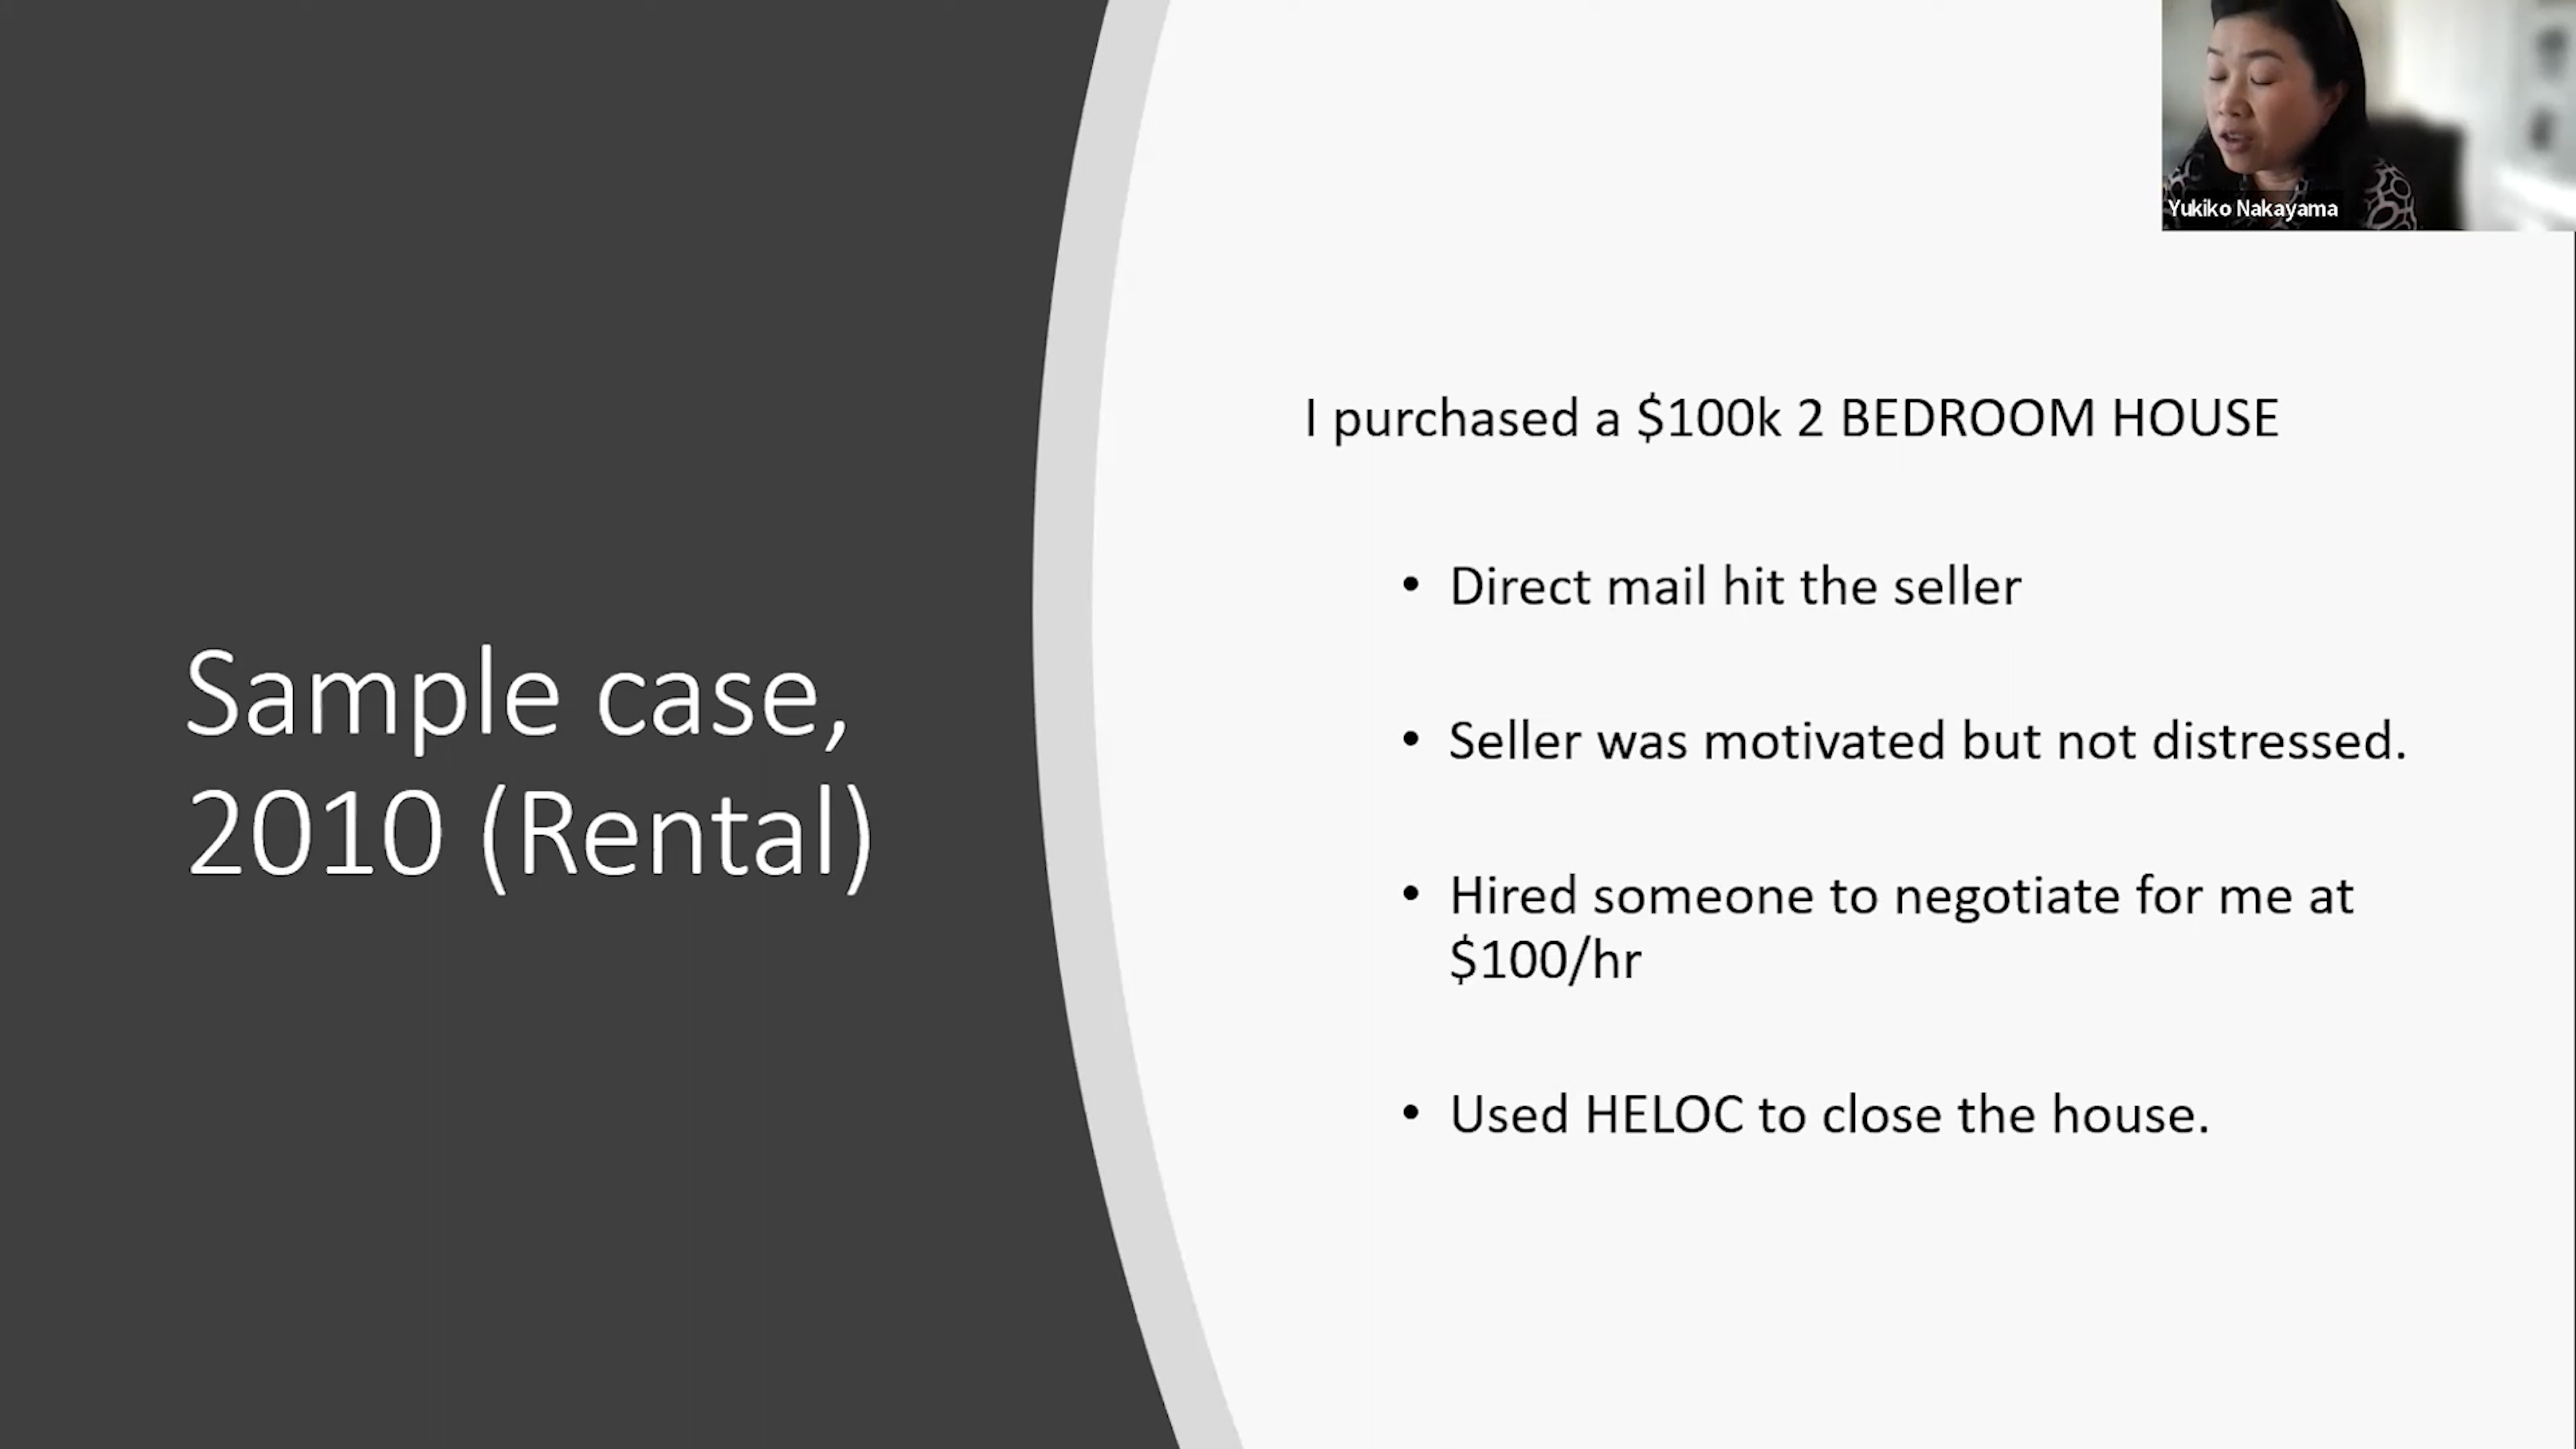 Sample case,
2010 (Rental)
I purchased a $100k 2 BEDROOM HOUSE
• Direct mail hit the seller
• Seller was motivated but not distressed.
• Hired someone to negotiate for me at
$100/hr
• Used HELOC to close the house.
Yukiko Nakayama